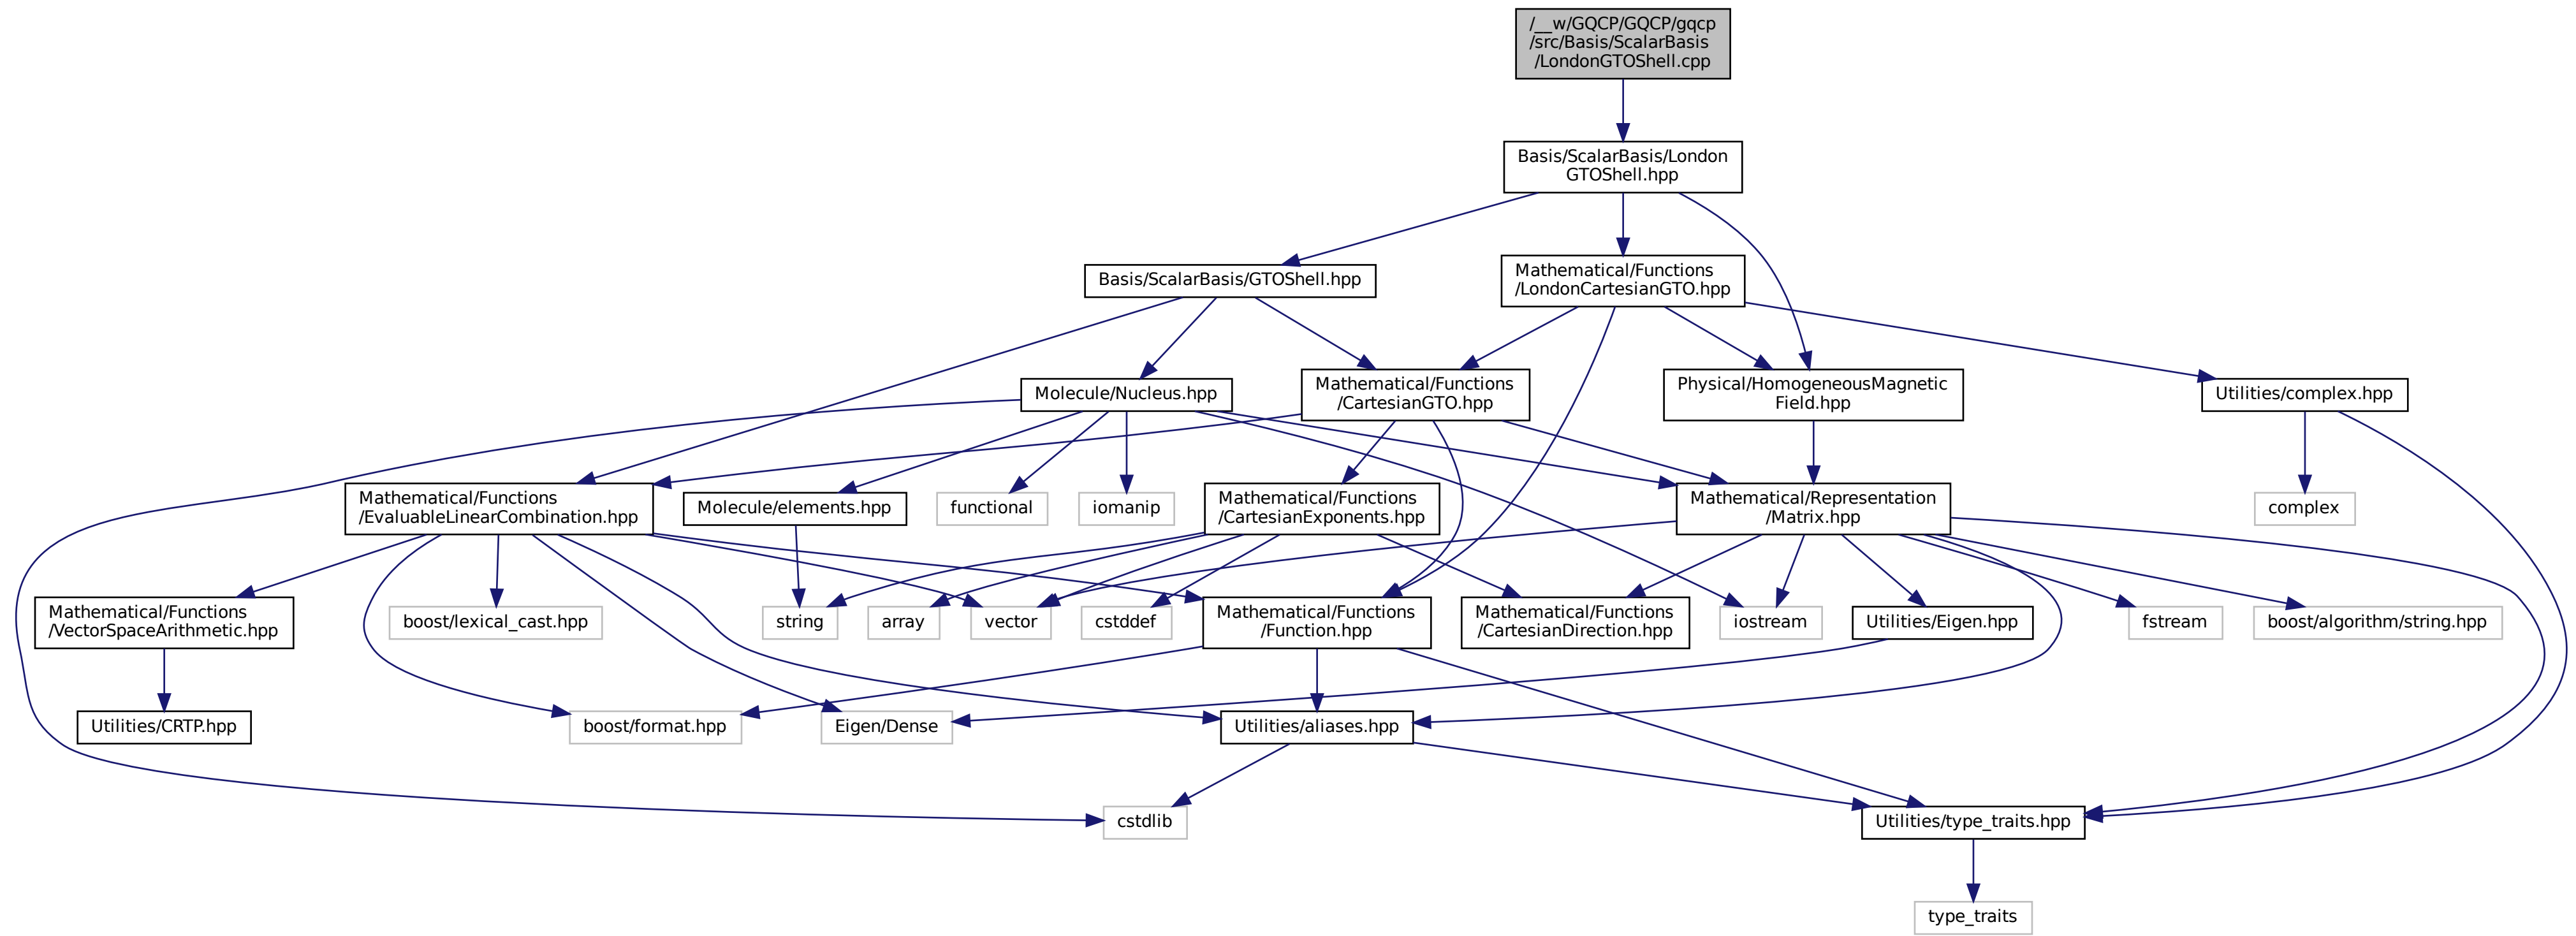 /__w/GQCP/GQCP/gqcp
/src/Basis/ScalarBasis
/LondonGTOShell.cpp
Basis/ScalarBasis/London
GTOShell.hpp
Basis/ScalarBasis/GTOShell.hpp
Mathematical/Functions
/LondonCartesianGTO.hpp
Molecule/Nucleus.hpp
Mathematical/Functions
/CartesianGTO.hpp
Physical/HomogeneousMagnetic
Field.hpp
Utilities/complex.hpp
Mathematical/Functions
/EvaluableLinearCombination.hpp
Molecule/elements.hpp
functional
iomanip
Mathematical/Functions
/CartesianExponents.hpp
Mathematical/Representation
/Matrix.hpp
complex
Mathematical/Functions
/VectorSpaceArithmetic.hpp
boost/lexical_cast.hpp
string
array
vector
cstddef
Mathematical/Functions
/Function.hpp
Mathematical/Functions
/CartesianDirection.hpp
iostream
Utilities/Eigen.hpp
fstream
boost/algorithm/string.hpp
Utilities/CRTP.hpp
boost/format.hpp
Eigen/Dense
Utilities/aliases.hpp
cstdlib
Utilities/type_traits.hpp
type_traits